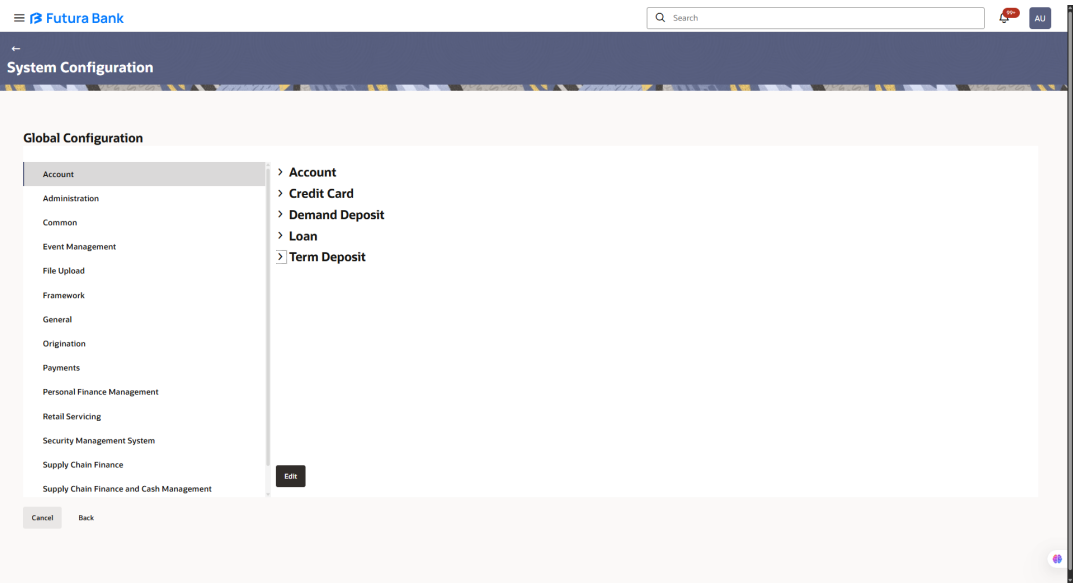 Futura Bank
Search
99+
AU
System Configuration
Global Configuration
Account
Administration
Common
Event Management
File Upload
Framework
General
Origination
Payments
Personal Finance Management
Retail Servicing
Security Management System
Supply Chain Finance
Supply Chain Finance and Cash Management
Account
Credit Card
Demand Deposit
Loan
Term Deposit
Edit
Cancel
Back